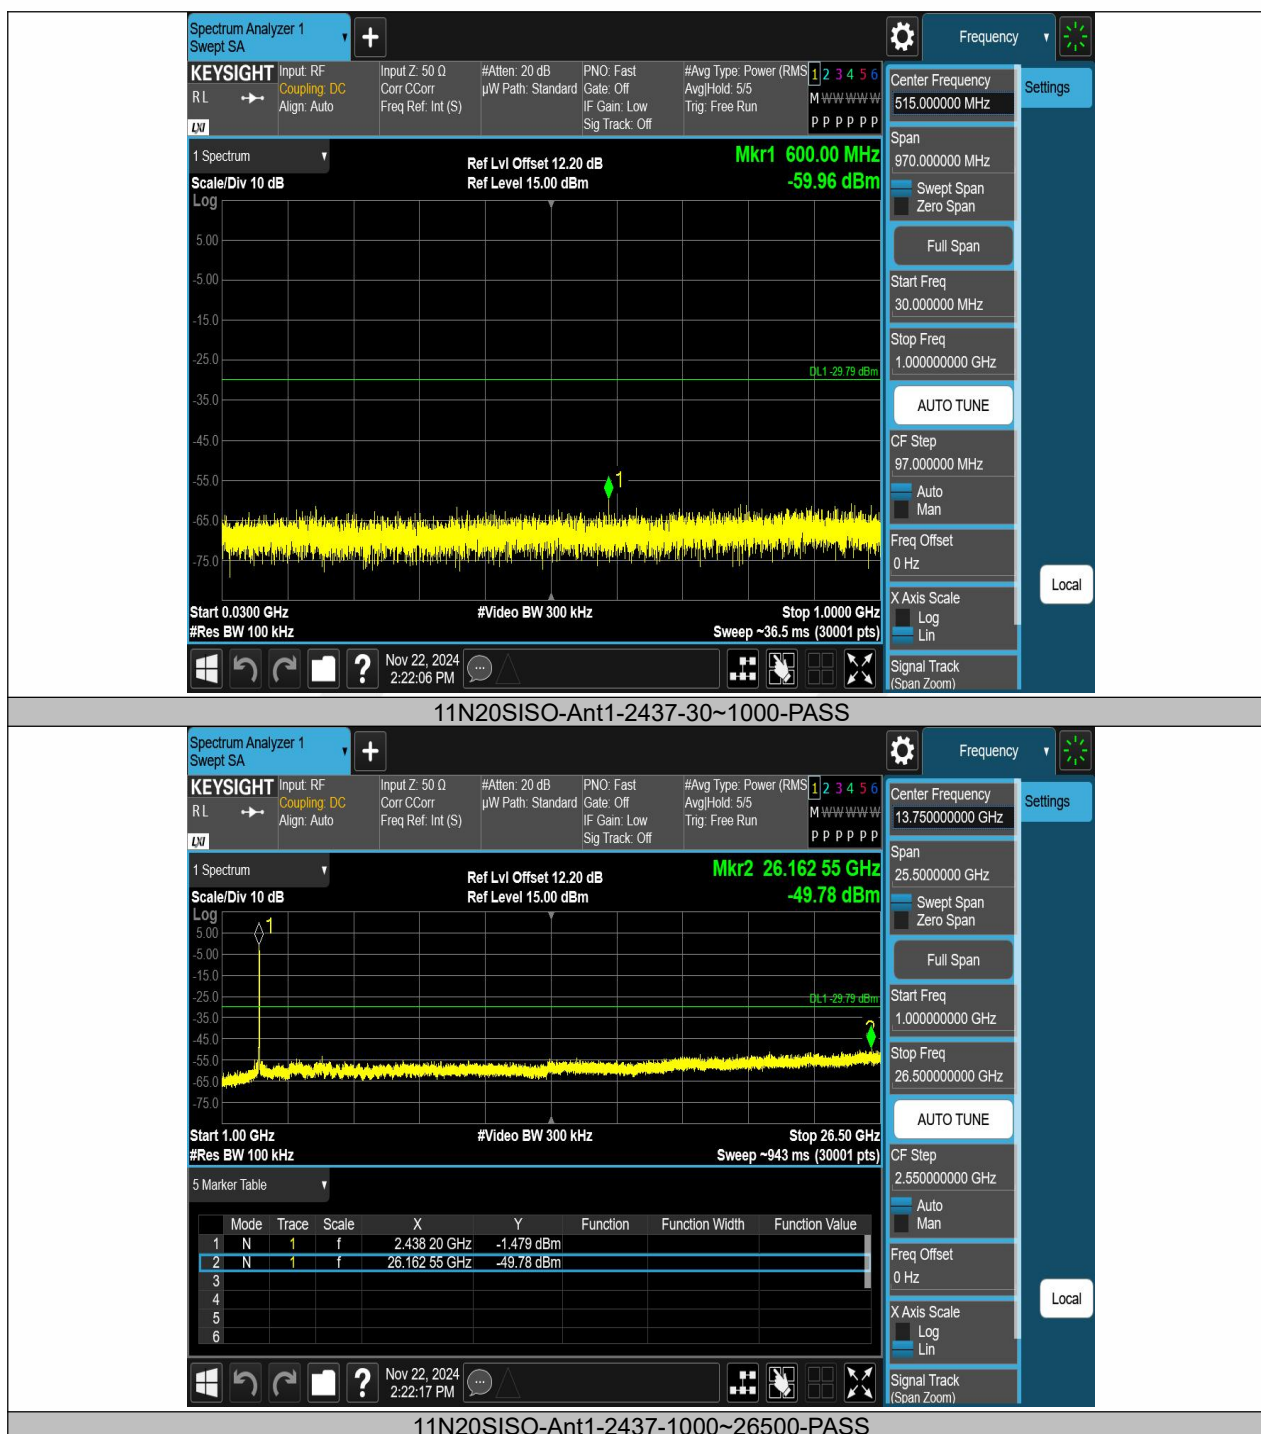 Spectrum Analyzer 1
Swept SA
+
Frequency
KEYSIGHT
R L
LXI
Input: RF
Coupling: DC
Align: Auto
Input Z: 50 Ω
Corr CCorr
Freq Ref: Int (S)
#Atten: 20 dB
µW Path: Standard
PNO: Fast
Gate: Off
IF Gain: Low
Sig Track: Off
#Avg Type: Power (RMS
Avg|Hold: 5/5
Trig: Free Run
1 2 3 4 5 6
M W W W W W
P P P P P P
1 Spectrum
Scale/Div 10 dB
Log
Ref Lvl Offset 12.20 dB
Ref Level 15.00 dBm
Mkr1 600.00 MHz
-59.96 dBm
5.00
-5.00
-15.0
-25.0
-35.0
-45.0
-55.0
-65.0
-75.0
DL1 -29.79 dBm
1
Start 0.0300 GHz
#Res BW 100 kHz
#Video BW 300 kHz
Stop 1.0000 GHz
Sweep ~36.5 ms (30001 pts)
Nov 22, 2024
2:22:06 PM
Center Frequency
515.000000 MHz
Span
970.000000 MHz
Swept Span
Zero Span
Full Span
Start Freq
30.000000 MHz
Stop Freq
1.000000000 GHz
AUTO TUNE
CF Step
97.000000 MHz
Auto
Man
Freq Offset
0 Hz
X Axis Scale
Log
Lin
Signal Track
(Span Zoom)
Settings
Local
11N20SISO-Ant1-2437-30~1000-PASS
Spectrum Analyzer 1
Swept SA
+
Frequency
KEYSIGHT
R L
LXI
Input: RF
Coupling: DC
Align: Auto
Input Z: 50 Ω
Corr CCorr
Freq Ref: Int (S)
#Atten: 20 dB
µW Path: Standard
PNO: Fast
Gate: Off
IF Gain: Low
Sig Track: Off
#Avg Type: Power (RMS
Avg|Hold: 5/5
Trig: Free Run
1 2 3 4 5 6
M W W W W W
P P P P P P
1 Spectrum
Scale/Div 10 dB
Log
Ref Lvl Offset 12.20 dB
Ref Level 15.00 dBm
Mkr2 26.162 55 GHz
-49.78 dBm
5.00
-5.00
-15.0
-25.0
-35.0
-45.0
-55.0
-65.0
-75.0
1
DL1 -29.79 dBm
2
Start 1.00 GHz
#Res BW 100 kHz
#Video BW 300 kHz
Stop 26.50 GHz
Sweep ~943 ms (30001 pts)
5 Marker Table
Mode Trace Scale X Y Function Function Width Function Value
1 N 1 f 2.438 20 GHz -1.479 dBm
2 N 1 f 26.162 55 GHz -49.78 dBm
3
4
5
6
Nov 22, 2024
2:22:17 PM
Center Frequency
13.750000000 GHz
Span
25.5000000 GHz
Swept Span
Zero Span
Full Span
Start Freq
1.000000000 GHz
Stop Freq
26.500000000 GHz
AUTO TUNE
CF Step
2.550000000 GHz
Auto
Man
Freq Offset
0 Hz
X Axis Scale
Log
Lin
Signal Track
(Span Zoom)
Settings
Local
11N20SISO-Ant1-2437-1000~26500-PASS